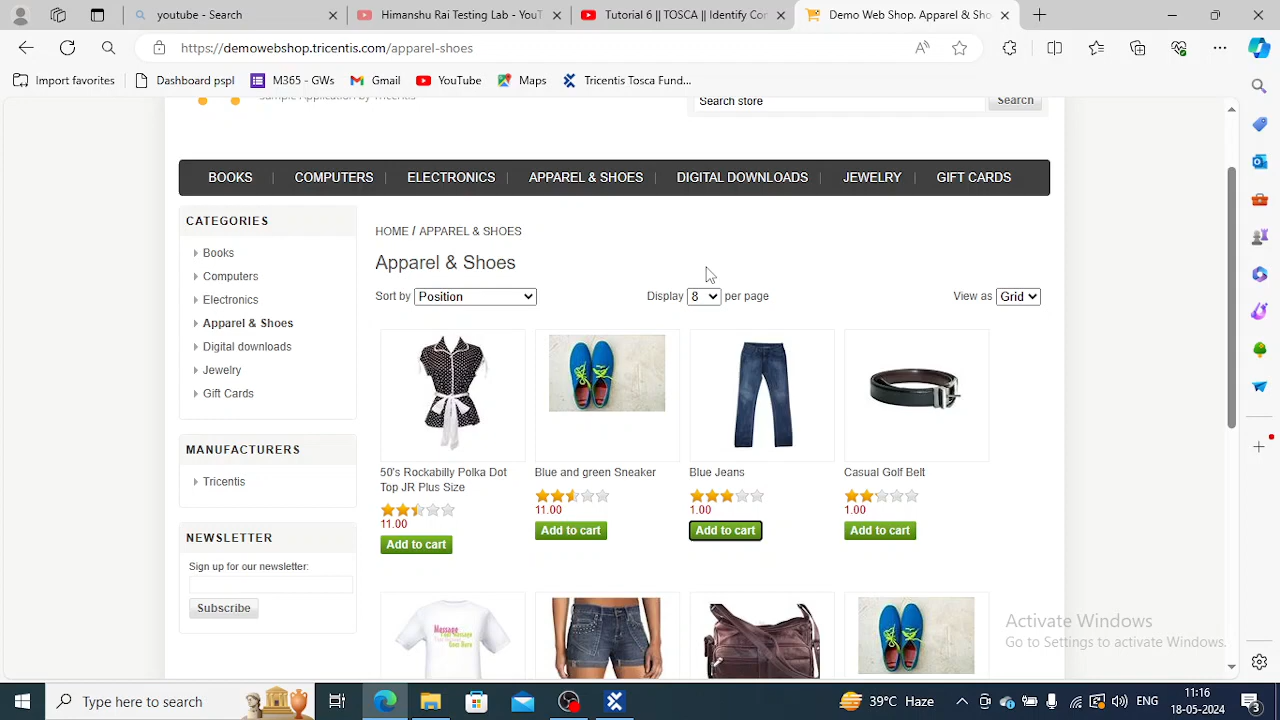 youtube - Search
Himanshu Rai Testing Lab - YouT
Tutorial 6 || TOSCA || Identify Cor
Demo Web Shop. Apparel & Sho
https://demowebshop.tricentis.com/apparel-shoes
Import favorites
Dashboard pspl
M365 - GWs
Gmail
YouTube
Maps
Tricentis Tosca Fund...
Sample Application by Tricentis
Search store
Search
BOOKS
COMPUTERS
ELECTRONICS
APPAREL & SHOES
DIGITAL DOWNLOADS
JEWELRY
GIFT CARDS
CATEGORIES
Books
Computers
Electronics
Apparel & Shoes
Digital downloads
Jewelry
Gift Cards
MANUFACTURERS
Tricentis
NEWSLETTER
Sign up for our newsletter:
Subscribe
HOME / APPAREL & SHOES
Apparel & Shoes
Sort by Position
Display 8 per page
View as Grid
50's Rockabilly Polka Dot
Top JR Plus Size
11.00
Add to cart
Blue and green Sneaker
11.00
Add to cart
Blue Jeans
1.00
Add to cart
Casual Golf Belt
1.00
Add to cart
Message
Goes Here
Activate Windows
Go to Settings to activate Windows.
Type here to search
39°C Haze
ENG
11:16
18-05-2024
3